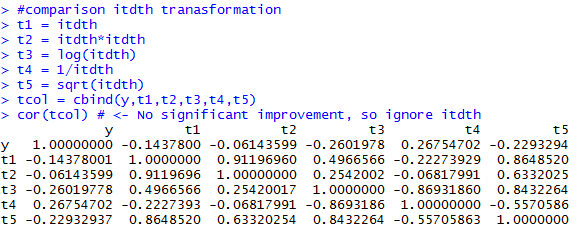 > #comparison itdth tranasformation
> t1 = itdth
> t2 = itdth*itdth
> t3 = log(itdth)
> t4 = 1/itdth
> t5 = sqrt(itdth)
> tcol = cbind(y,t1,t2,t3,t4,t5)
> cor(tcol) # <- No significant improvement, so ignore itdth
y t1 t2 t3 t4 t5
y 1.00000000 -0.1437800 -0.06143599 -0.2601978 0.26754702 -0.2293294
t1 -0.14378001 1.0000000 0.91196960 0.4966566 -0.22273929 0.8648520
t2 -0.06143599 0.9119696 1.00000000 0.2542002 -0.06817991 0.6332025
t3 -0.26019778 0.4966566 0.25420017 1.0000000 -0.86931860 0.8432264
t4 0.26754702 -0.2227393 -0.06817991 -0.8693186 1.00000000 -0.5570586
t5 -0.22932937 0.8648520 0.63320254 0.8432264 -0.55705863 1.0000000